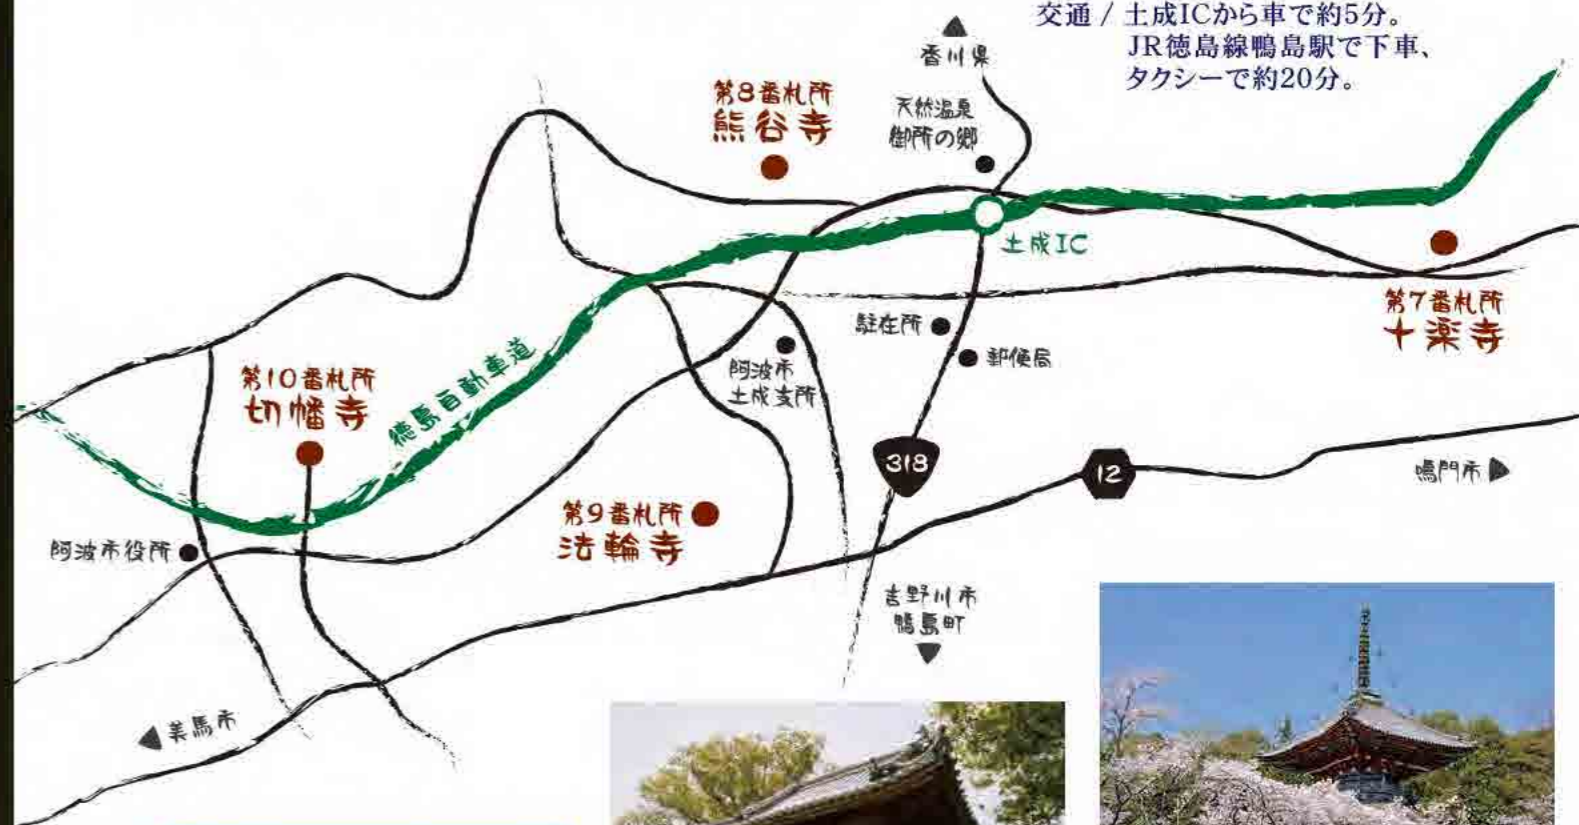 交通 / 土成ICから車で約5分。
JR徳島線鴨島駅で下車、
タクシーで約20分。
香川県
第8番札所
熊谷寺
天然温泉
御所の郷
土成IC
第7番札所
十楽寺
駐在所
郵便局
阿波市
土成支所
第10番札所
切幡寺
徳島自動車道
318
12
鳴門市
第9番札所
法輪寺
阿波市役所
吉野川市
鴨島町
美馬市